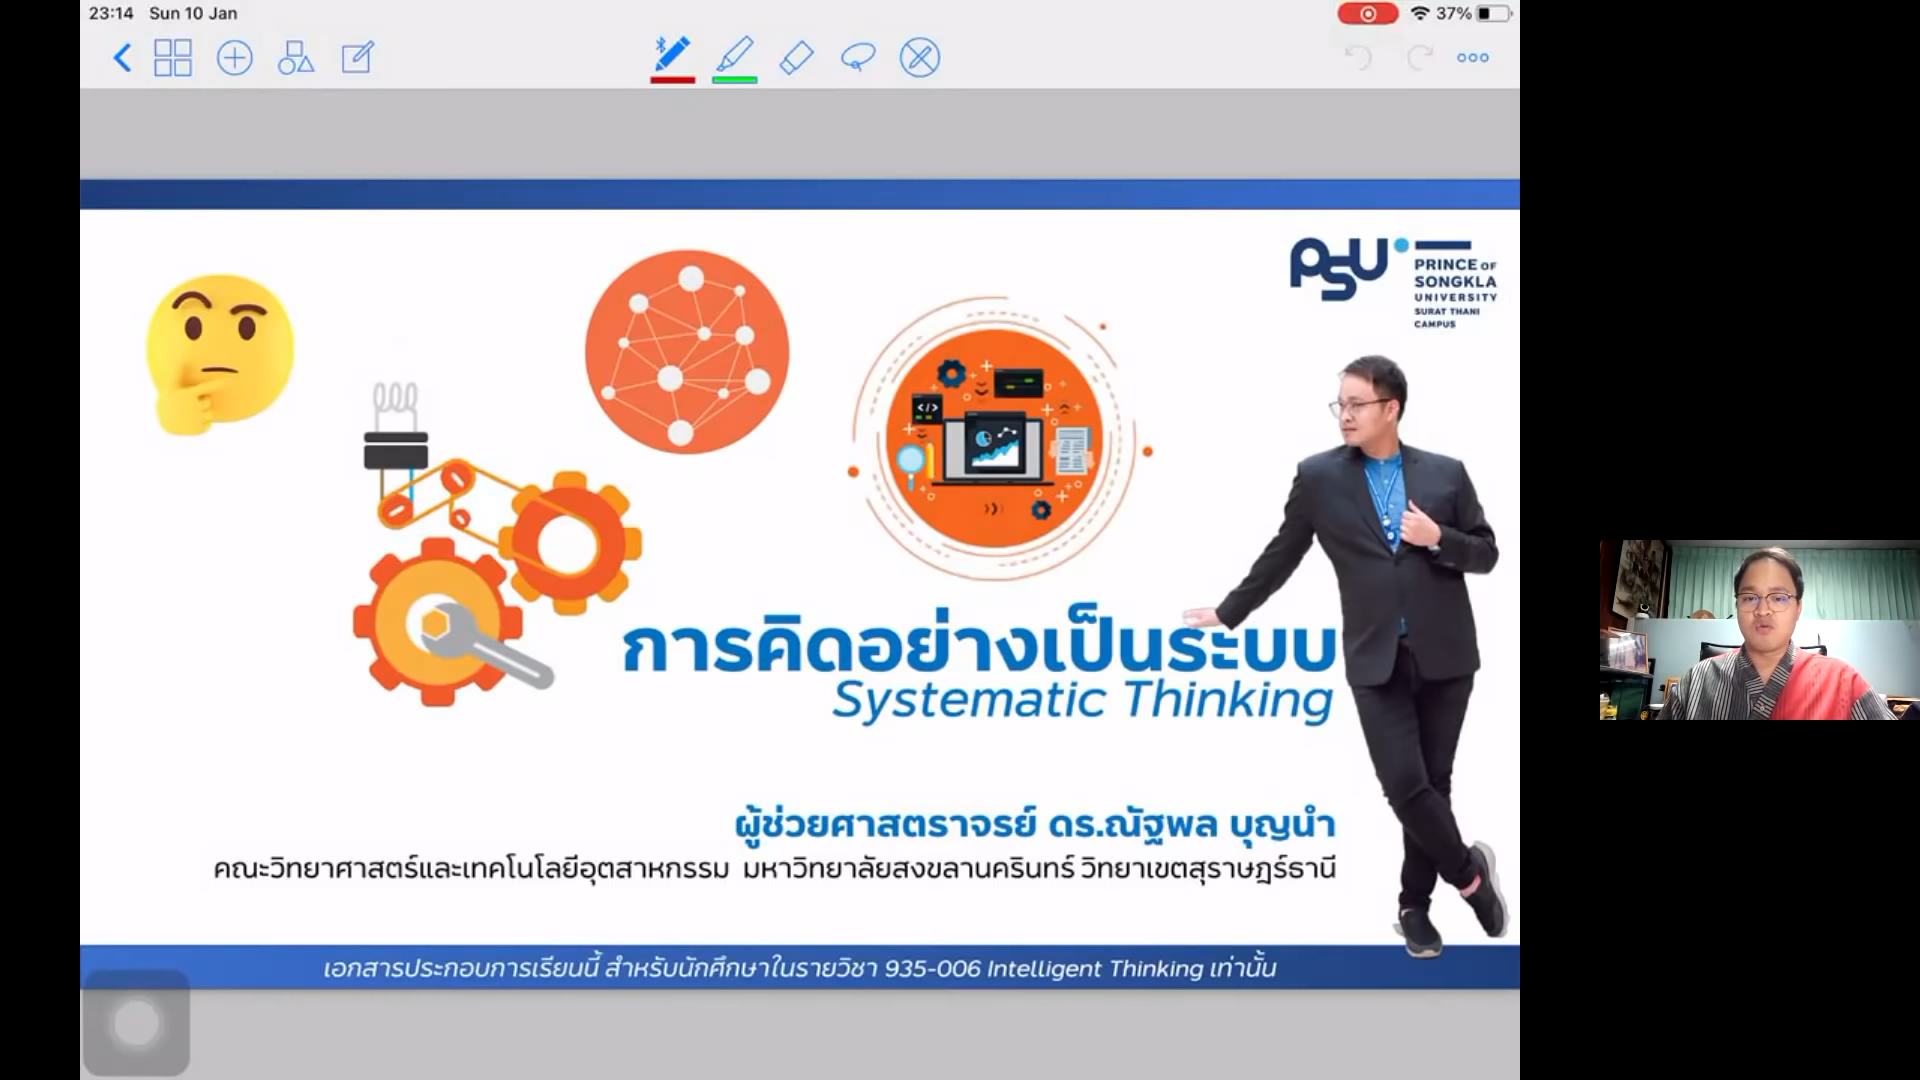 23:14 Sun 10 Jan
37%
PSU
PRINCE OF
SONGKLA
UNIVERSITY
SURAT THANI
CAMPUS
</>
การคิดอย่างเป็นระบบ
Systematic Thinking
ผู้ช่วยศาสตราจรย์ ดร.ณัฐพล บุญนำ
คณะวิทยาศาสตร์และเทคโนโลยีอุตสาหกรรม มหาวิทยาลัยสงขลานครินทร์ วิทยาเขตสุราษฎร์ธานี
เอกสารประกอบการเรียนนี้ สำหรับนักศึกษาในรายวิชา 935-006 Intelligent Thinking เท่านั้น